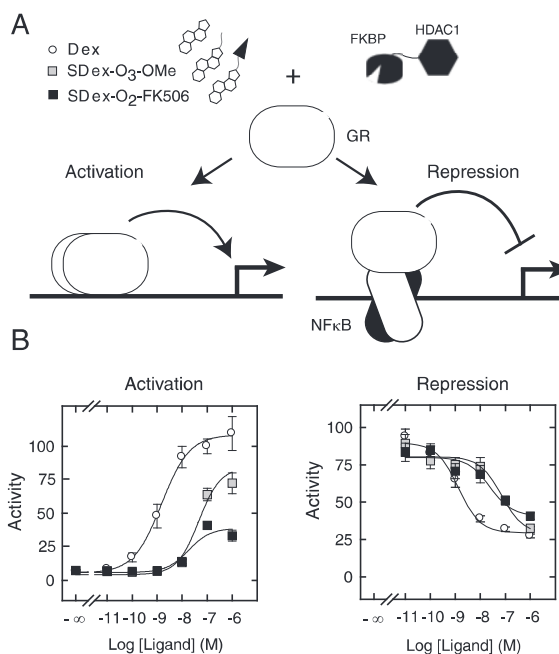 A
Dex
SDex-O₃-OMe
SDex-O₂-FK506
+
FKBP
HDAC1
GR
Activation
Repression
NFκB
B
Activation
Activity
100
75
50
25
0
- ∞ -11 -10 -9 -8 -7 -6
Log [Ligand] (M)
Repression
Activity
100
75
50
25
0
- ∞ -11 -10 -9 -8 -7 -6
Log [Ligand] (M)